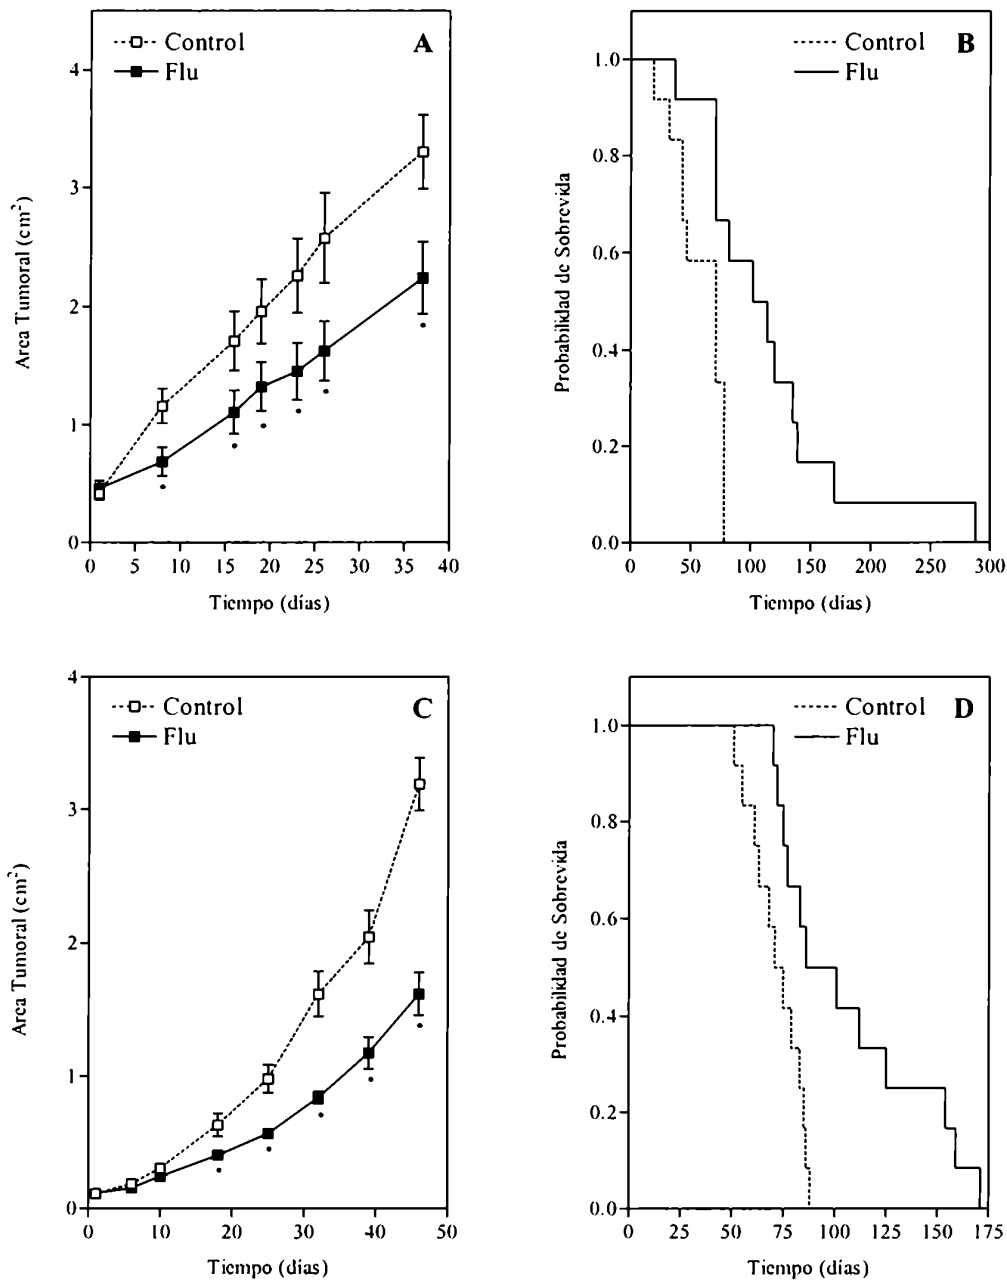 Control
Flu
A
Area Tumoral (cm²)
4
3
2
1
0
0 5 10 15 20 25 30 35 40
Tiempo (días)
Control
Flu
B
Probabilidad de Sobrevida
1.0
0.8
0.6
0.4
0.2
0.0
0 50 100 150 200 250 300
Tiempo (días)
Control
Flu
C
Area Tumoral (cm²)
4
3
2
1
0
0 10 20 30 40 50
Tiempo (días)
Control
Flu
D
Probabilidad de Sobrevida
1.0
0.8
0.6
0.4
0.2
0.0
0 25 50 75 100 125 150 175
Tiempo (días)